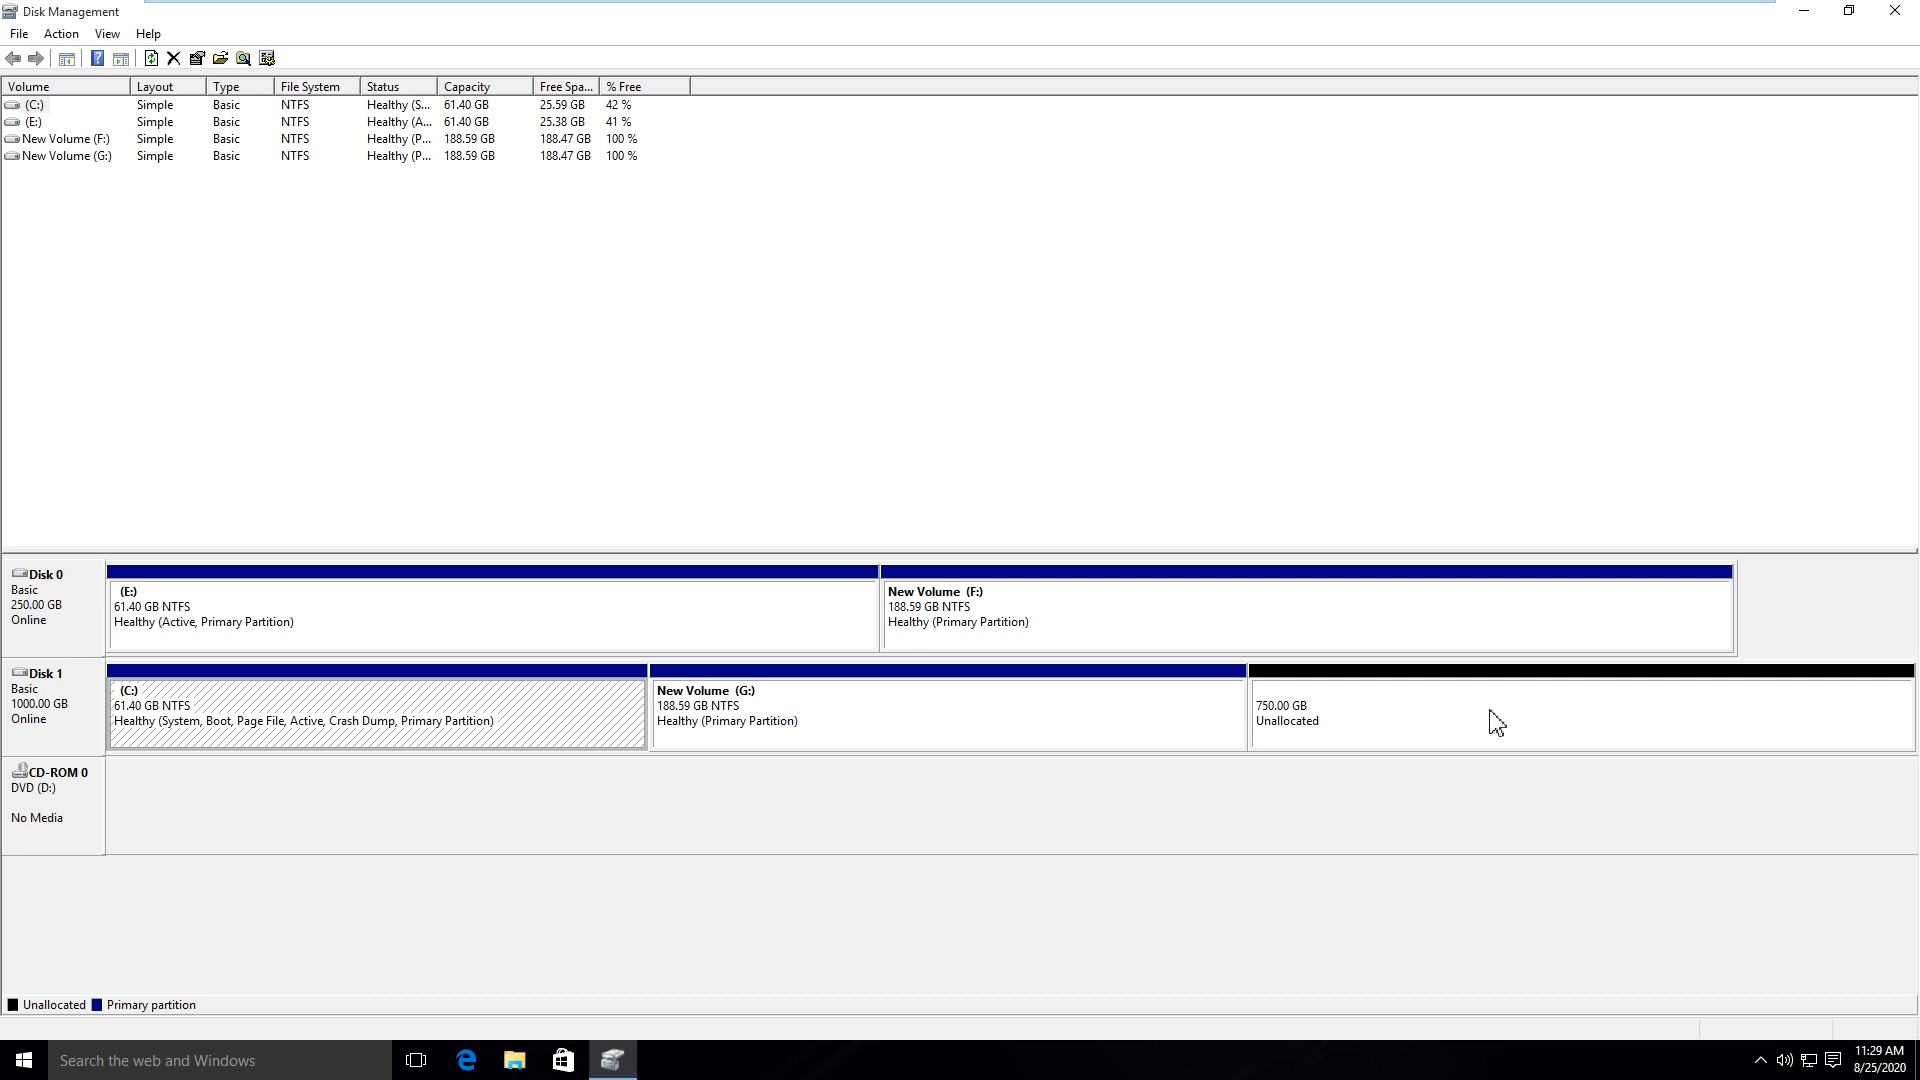 Disk Management
File Action View Help
Volume Layout Type File System Status Capacity Free Spa... % Free
(C:) Simple Basic NTFS Healthy (S... 61.40 GB 25.59 GB 42 %
(E:) Simple Basic NTFS Healthy (A... 61.40 GB 25.38 GB 41 %
New Volume (F:) Simple Basic NTFS Healthy (P... 188.59 GB 188.47 GB 100 %
New Volume (G:) Simple Basic NTFS Healthy (P... 188.59 GB 188.47 GB 100 %
Disk 0
Basic
250.00 GB
Online
(E:)
61.40 GB NTFS
Healthy (Active, Primary Partition)
New Volume (F:)
188.59 GB NTFS
Healthy (Primary Partition)
Disk 1
Basic
1000.00 GB
Online
(C:)
61.40 GB NTFS
Healthy (System, Boot, Page File, Active, Crash Dump, Primary Partition)
New Volume (G:)
188.59 GB NTFS
Healthy (Primary Partition)
750.00 GB
Unallocated
CD-ROM 0
DVD (D:)
No Media
Unallocated Primary partition
Search the web and Windows
11:29 AM
8/25/2020